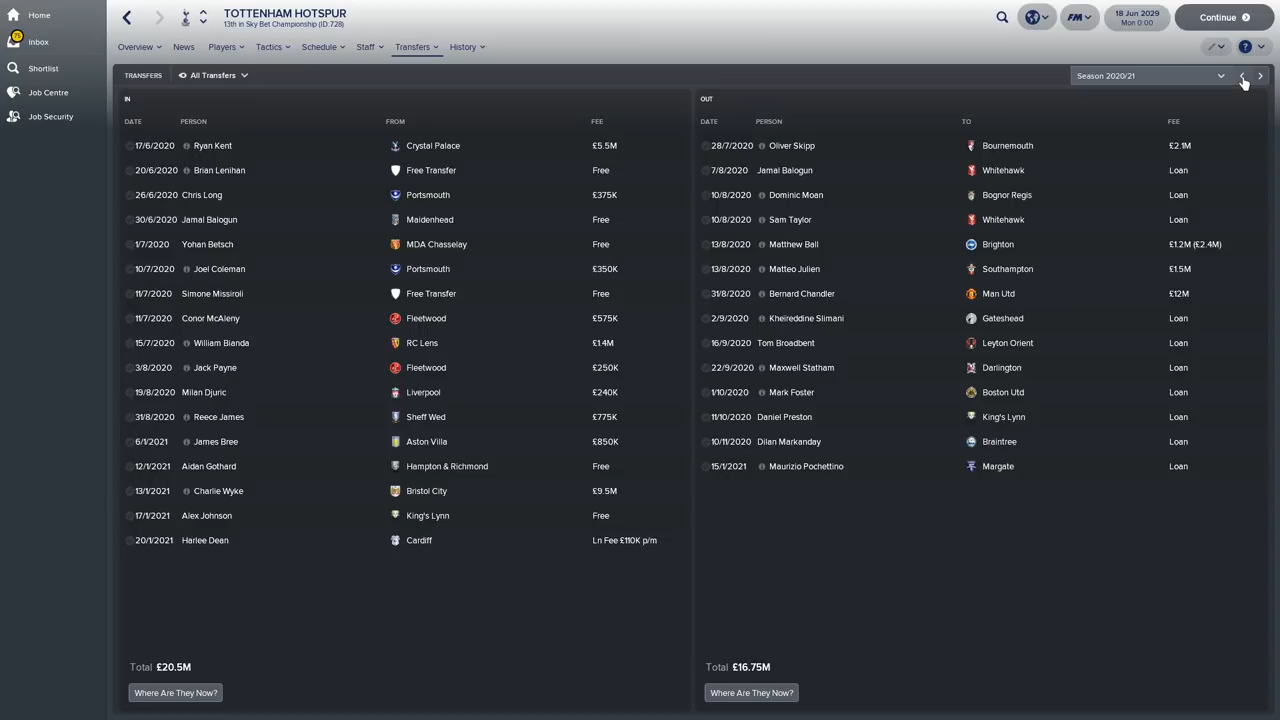 Home
75
Inbox
Shortlist
Job Centre
Job Security
TOTTENHAM HOTSPUR
13th in Sky Bet Championship (ID:728)
FM
18 Jun 2029
Mon 0:00
Continue
Overview
News
Players
Tactics
Schedule
Staff
Transfers
History
?
TRANSFERS
All Transfers
Season 2020/21
IN
DATE PERSON FROM FEE
17/6/2020 Ryan Kent Crystal Palace £5.5M
20/6/2020 Brian Lenihan Free Transfer Free
26/6/2020 Chris Long Portsmouth £375K
30/6/2020 Jamal Balogun Maidenhead Free
1/7/2020 Yohan Betsch MDA Chasselay Free
10/7/2020 Joel Coleman Portsmouth £350K
11/7/2020 Simone Missiroli Free Transfer Free
11/7/2020 Conor McAleny Fleetwood £575K
15/7/2020 William Bianda RC Lens £1.4M
3/8/2020 Jack Payne Fleetwood £250K
19/8/2020 Milan Djuric Liverpool £240K
31/8/2020 Reece James Sheff Wed £775K
6/1/2021 James Bree Aston Villa £850K
12/1/2021 Aidan Gothard Hampton & Richmond Free
13/1/2021 Charlie Wyke Bristol City £9.5M
17/1/2021 Alex Johnson King's Lynn Free
20/1/2021 Harlee Dean Cardiff Ln Fee £110K p/m
Total £20.5M
Where Are They Now?
OUT
DATE PERSON TO FEE
28/7/2020 Oliver Skipp Bournemouth £2.1M
7/8/2020 Jamal Balogun Whitehawk Loan
10/8/2020 Dominic Moan Bognor Regis Loan
10/8/2020 Sam Taylor Whitehawk Loan
13/8/2020 Matthew Ball Brighton £1.2M (£2.4M)
13/8/2020 Matteo Julien Southampton £1.5M
31/8/2020 Bernard Chandler Man Utd £12M
2/9/2020 Kheïreddine Slimani Gateshead Loan
16/9/2020 Tom Broadbent Leyton Orient Loan
22/9/2020 Maxwell Statham Darlington Loan
1/10/2020 Mark Foster Boston Utd Loan
11/10/2020 Daniel Preston King's Lynn Loan
10/11/2020 Dilan Markanday Braintree Loan
15/1/2021 Maurizio Pochettino Margate Loan
Total £16.75M
Where Are They Now?